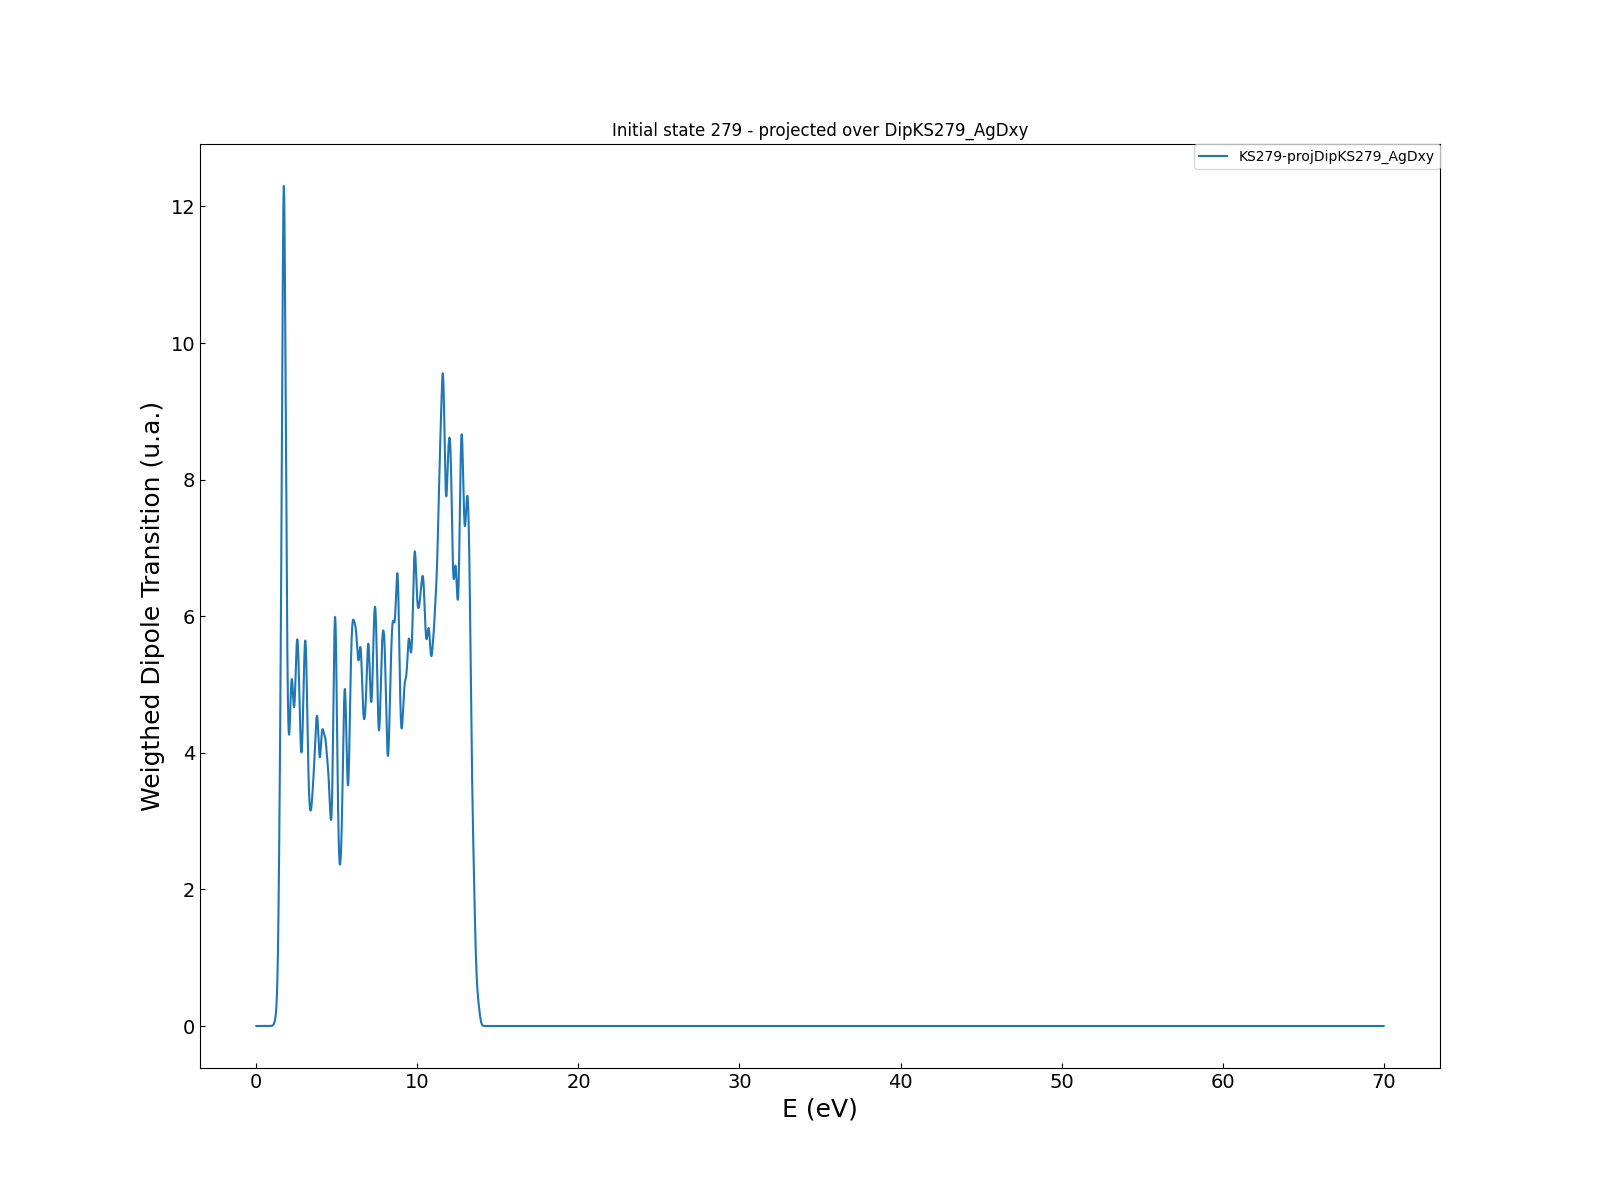 Initial state 279 - projected over DipKS279_AgDxy
KS279-projDipKS279_AgDxy
Weigthed Dipole Transition (u.a.)
12
10
8
6
4
2
0
0 10 20 30 40 50 60 70
E (eV)